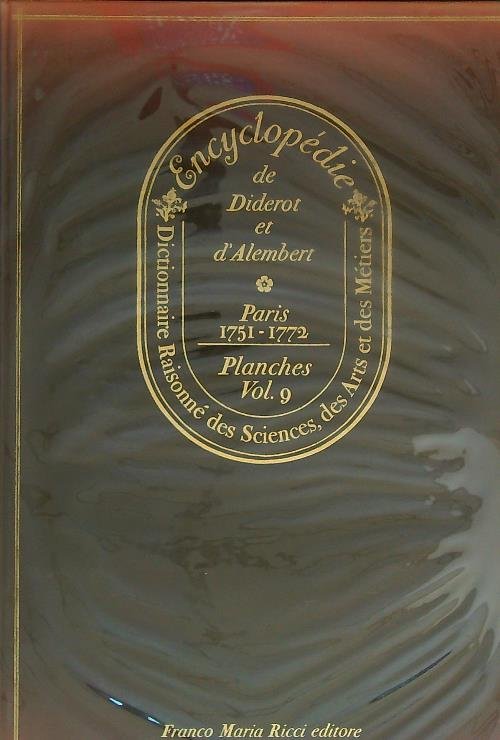 Encyclopédie
de
Diderot
et
d'Alembert
Paris
1751-1772
Planches
Vol. 9
Dictionnaire Raisonné des Sciences, des Arts et des Métiers
Franco Maria Ricci editore